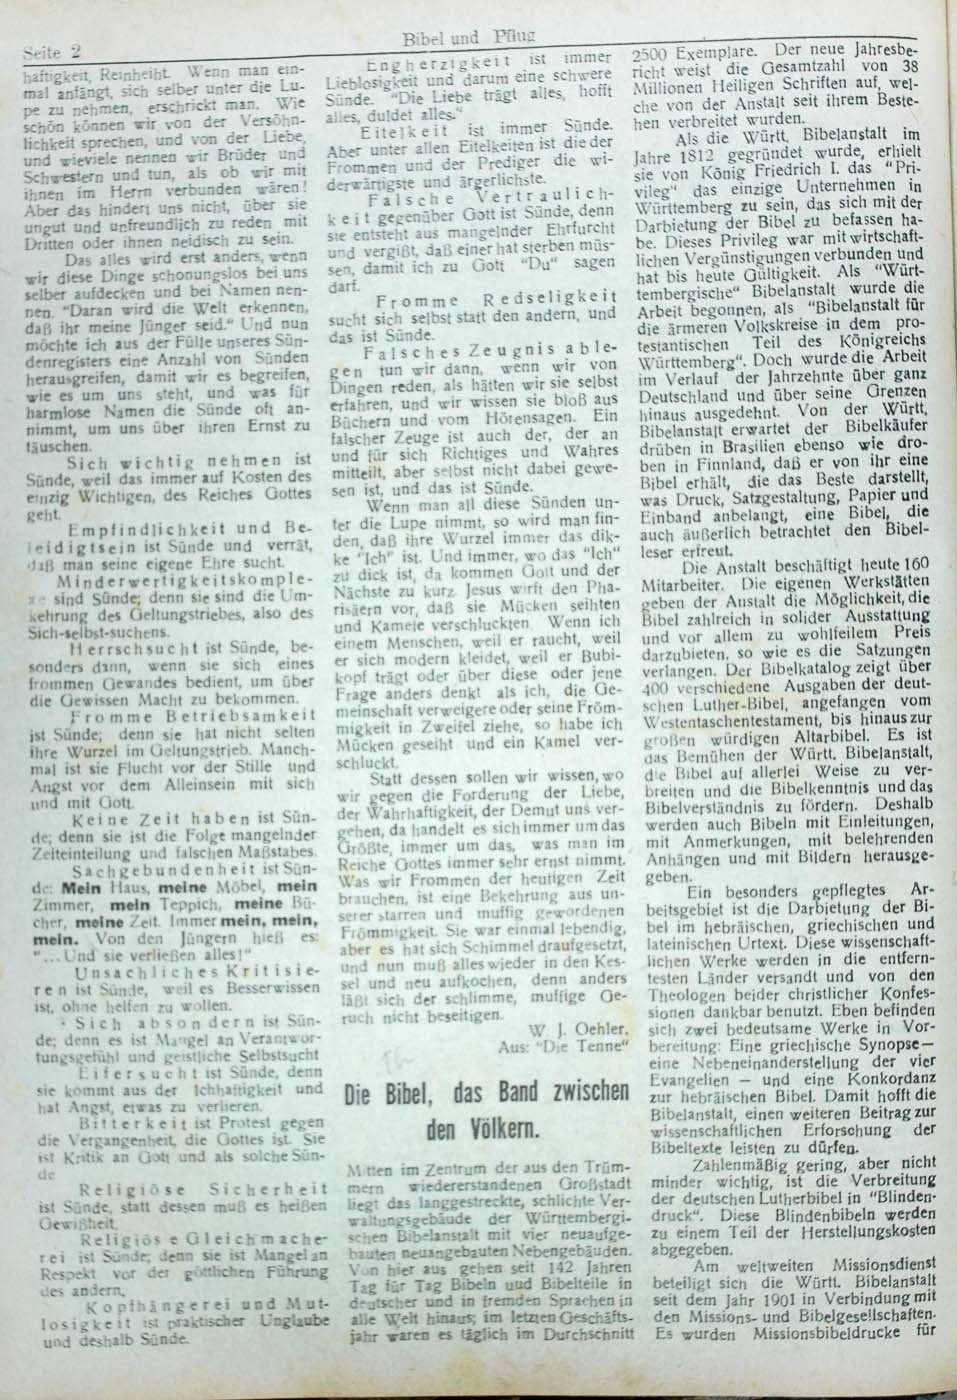 Seite 2
Bibel und Pflug
haftigkeit, Reinheiht. Wenn man ein-
mal anfängt, sich selber unter die Lu-
pe zu nehmen, erschrickt man. Wie
schön können wir von der Versöhn-
lichkeit sprechen, und von der Liebe,
und wieviele nennen wir Brüder und
Schwestern und tun, als ob wir mit
ihnen im Herrn verbunden wären!
Aber das hindert uns nicht, über sie
ungut und unfreundlich zu reden mit
Dritten oder ihnen neidisch zu sein.
Das alles wird erst anders, wenn
wir diese Dinge schonungslos bei uns
selber aufdecken und bei Namen nen-
nen. "Daran wird die Welt erkennen,
daß ihr meine Jünger seid." Und nun
möchte ich aus der Fülle unseres Sün-
denregisters eine Anzahl von Sünden
herausgreifen, damit wir es begreifen,
wie es um uns steht, und was für
harmlose Namen die Sünde oft an-
nimmt, um uns über ihren Ernst zu
täuschen.
Sich wichtig nehmen ist
Sünde, weil das immer auf Kosten des
einzig Wichtigen, des Reiches Gottes
geht.
Empfindlichkeit und Be-
leidigtsein ist Sünde und verrät,
daß man seine eigene Ehre sucht.
Minderwertigkeitskomple-
xe sind Sünde; denn sie sind die Um-
kehrung des Geltungstriebes, also des
Sich-selbst-suchens.
Herrschsucht ist Sünde, be-
sonders dann, wenn sie sich eines
frommen Gewandes bedient, um über
die Gewissen Macht zu bekommen.
Fromme Betriebsamkeit
ist Sünde; denn sie hat nicht selten
ihre Wurzel im Geltungstrieb. Manch-
mal ist sie Flucht vor der Stille und
Angst vor dem Alleinsein mit sich
und mit Gott.
Keine Zeit haben ist Sün-
de; denn sie ist die Folge mangelnder
Zeiteinteilung und falschen Maßstabes.
Sachgebundenheit ist Sün-
de: Mein Haus, meine Möbel, mein
Zimmer, mein Teppich, meine Bü-
cher, meine Zeit. Immer mein, mein,
mein. Von den Jüngern hieß es:
"...Und sie verließen alles!"
Unsachliches Kritisie-
ren ist Sünde, weil es Besserwissen
ist, ohne helfen zu wollen.
Sich absondern ist Sün-
de; denn es ist Mangel an Verantwor-
tungsgefühl und geistliche Selbstsucht
Eifersucht ist Sünde, denn
sie kommt aus der Ichhaftigkeit und
hat Angst, etwas zu verlieren.
Bitterkeit ist Protest gegen
die Vergangenheit, die Gottes ist. Sie
ist Kritik an Gott und als solche Sün-
de
Religiöse Sicherheit
ist Sünde, statt dessen muß es heißen
Gewißheit.
Religiöse Gleichmache-
rei ist Sünde; denn sie ist Mangel an
Respekt vor der göttlichen Führung
des andern.
Kopfhängerei und Mut-
losigkeit ist praktischer Unglaube
und deshalb Sünde.
Engherzigkeit ist immer
Lieblosigkeit und darum eine schwere
Sünde. "Die Liebe trägt alles, hofft
alles, duldet alles."
Eitelkeit ist immer Sünde.
Aber unter allen Eitelkeiten ist die der
Frommen und der Prediger die wi-
derwärtigste und ärgerlichste.
Falsche Vertraulich-
keit gegenüber Gott ist Sünde, denn
sie entsteht aus mangelnder Ehrfurcht
und vergißt, daß einer hat sterben müs-
sen, damit ich zu Gott "Du" sagen
darf.
Fromme Redseligkeit
sucht sich selbst statt den andern, und
das ist Sünde.
Falsches Zeugnis able-
gen tun wir dann, wenn wir von
Dingen reden, als hätten wir sie selbst
erfahren, und wir wissen sie bloß aus
Büchern und vom Hörensagen. Ein
falscher Zeuge ist auch der, der an
und für sich Richtiges und Wahres
mitteilt, aber selbst nicht dabei gewe-
sen ist, und das ist Sünde.
Wenn man all diese Sünden un-
ter die Lupe nimmt, so wird man fin-
den, daß ihre Wurzel immer das dik-
ke "Ich" ist. Und immer, wo das "Ich"
zu dick ist, da kommen Gott und der
Nächste zu kurz. Jesus wirft den Pha-
risäern vor, daß sie Mücken seihten
und Kamele verschluckten. Wenn ich
einem Menschen, weil er raucht, weil
er sich modern kleidet, weil er Bubi-
kopf trägt oder über diese oder jene
Frage anders denkt als ich, die Ge-
meinschaft verweigere oder seine Fröm-
migkeit in Zweifel ziehe, so habe ich
Mücken geseiht und ein Kamel ver-
schluckt.
Statt dessen sollen wir wissen, wo
wir gegen die Forderung der Liebe,
der Wahrhaftigkeit, der Demut uns ver-
gehen, da handelt es sich immer um das
Größte, immer um das, was man im
Reiche Gottes immer sehr ernst nimmt.
Was wir Frommen der heutigen Zeit
brauchen, ist eine Bekehrung aus un-
serer starren und muffig gewordenen
Frömmigkeit. Sie war einmal lebendig,
aber es hat sich Schimmel draufgesetzt,
und nun muß alles wieder in den Kes-
sel und neu aufkochen, denn anders
läßt sich der schlimme, muffige Ge-
ruch nicht beseitigen.
W. J. Oehler.
Aus: "Die Tenne"
Die Bibel, das Band zwischen
den Völkern.
Mitten im Zentrum der aus den Trüm-
mern wiedererstandenen Großstadt
liegt das langgestreckte, schlichte Ver-
waltungsgebäude der Württembergi-
schen Bibelanstalt mit vier neuaufge-
bauten neuangebauten Nebengebäuden.
Von hier aus gehen seit 142 Jahren
Tag für Tag Bibeln uud Bibelteile in
deutscher und in fremden Sprachen in
alle Welt hinaus; im letzten Geschäfts-
jahr waren es täglich im Durchschnitt
2500 Exemplare. Der neue Jahresbe-
richt weist die Gesamtzahl von 38
Millionen Heiligen Schriften auf, wel-
che von der Anstalt seit ihrem Beste-
hen verbreitet wurden.
Als die Württ. Bibelanstalt im
Jahre 1812 gegründet wurde, erhielt
sie von König Friedrich I. das "Pri-
vileg" das einzige Unternehmen in
Württemberg zu sein, das sich mit der
Darbietung der Bibel zu befassen ha-
be. Dieses Privileg war mit wirtschaft-
lichen Vergünstigungen verbunden und
hat bis heute Gültigkeit. Als "Würt-
tembergische" Bibelanstalt wurde die
Arbeit begonnen, als "Bibelanstalt für
die ärmeren Volkskreise in dem pro-
testantischen Teil des Königreichs
Württemberg". Doch wurde die Arbeit
im Verlauf der Jahrzehnte über ganz
Deutschland und über seine Grenzen
hinaus ausgedehnt. Von der Württ.
Bibelanstalt erwartet der Bibelkäufer
drüben in Brasilien ebenso wie dro-
ben in Finnland, daß er von ihr eine
Bibel erhält, die das Beste darstellt,
was Druck, Satzgestaltung, Papier und
Einband anbelangt, eine Bibel, die
auch äußerlich betrachtet den Bibel-
leser erfreut.
Die Anstalt beschäftigt heute 160
Mitarbeiter. Die eigenen Werkstätten
geben der Anstalt die Möglichkeit, die
Bibel zahlreich in solider Ausstattung
und vor allem zu wohlfeilem Preis
darzubieten, so wie es die Satzungen
verlangen. Der Bibelkatalog zeigt über
400 verschiedene Ausgaben der deut-
schen Luther-Bibel, angefangen vom
Westentaschentestament, bis hinaus zur
großen würdigen Altarbibel. Es ist
das Bemühen der Württ. Bibelanstalt,
die Bibel auf allerlei Weise zu ver-
breiten und die Bibelkenntnis und das
Bibelverständnis zu fördern. Deshalb
werden auch Bibeln mit Einleitungen,
mit Anmerkungen, mit belehrenden
Anhängen und mit Bildern herausge-
geben.
Ein besonders gepflegtes Ar-
beitsgebiet ist die Darbietung der Bi-
bel im hebräischen, griechischen und
lateinischen Urtext. Diese wissenschaft-
lichen Werke werden in die entfern-
testen Länder versandt und von den
Theologen beider christlicher Konfes-
sionen dankbar benutzt. Eben befinden
sich zwei bedeutsame Werke in Vor-
bereitung: Eine griechische Synopse—
eine Nebeneinanderstellung der vier
Evangelien — und eine Konkordanz
zur hebräischen Bibel. Damit hofft die
Bibelanstalt, einen weiteren Beitrag zur
wissenschaftlichen Erforschung der
Bibeltexte leisten zu dürfen.
Zahlenmäßig gering, aber nicht
minder wichtig, ist die Verbreitung
der deutschen Lutherbibel in "Blinden-
druck". Diese Blindenbibeln werden
zu einem Teil der Herstellungskosten
abgegeben.
Am weltweiten Missionsdienst
beteiligt sich die Württ. Bibelanstalt
seit dem Jahr 1901 in Verbindung mit
den Missions- und Bibelgesellschaften.
Es wurden Missionsbibeldrucke für